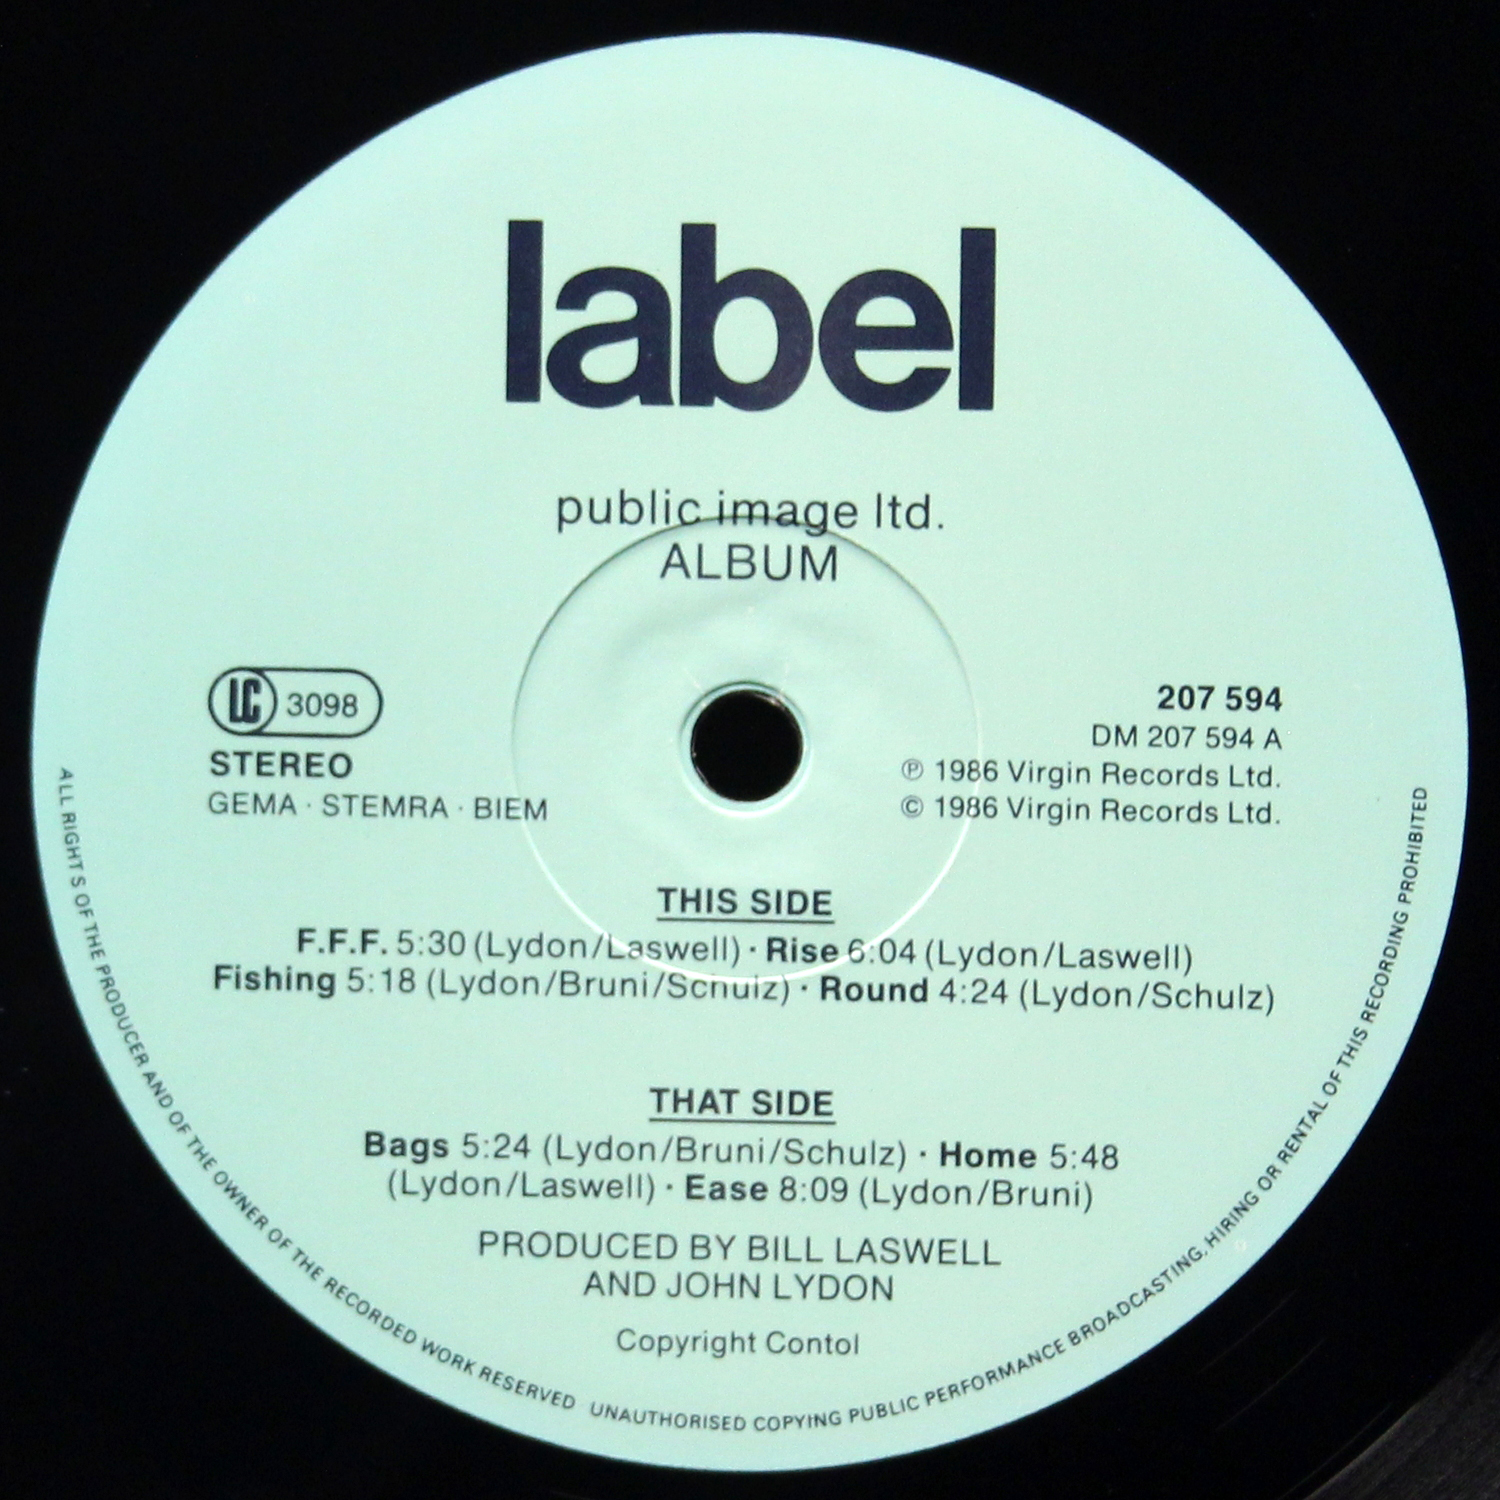 label
public image ltd.
ALBUM
LC 3098
STEREO
GEMA · STEMRA · BIEM
207 594
DM 207 594 A
℗ 1986 Virgin Records Ltd.
© 1986 Virgin Records Ltd.
THIS SIDE
F.F.F. 5:30 (Lydon/Laswell) · Rise 6:04 (Lydon/Laswell)
Fishing 5:18 (Lydon/Bruni/Schulz) · Round 4:24 (Lydon/Schulz)
THAT SIDE
Bags 5:24 (Lydon/Bruni/Schulz) · Home 5:48
(Lydon/Laswell) · Ease 8:09 (Lydon/Bruni)
PRODUCED BY BILL LASWELL
AND JOHN LYDON
Copyright Contol
ALL RIGHTS OF THE PRODUCER AND OF THE OWNER OF THE RECORDED WORK RESERVED UNAUTHORISED COPYING PUBLIC PERFORMANCE BROADCASTING, HIRING OR RENTAL OF THIS RECORDING PROHIBITED